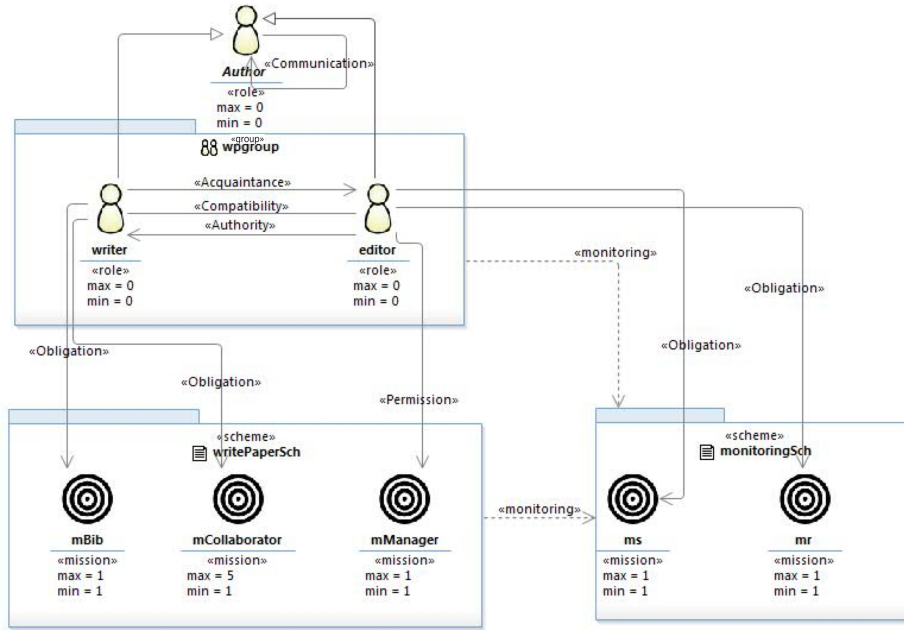 «Communication»
Author
«role»
max = 0
min = 0
«group»
wpgroup
«Acquaintance»
«Compatibility»
«Authority»
writer
«role»
max = 0
min = 0
editor
«role»
max = 0
min = 0
«monitoring»
«Obligation»
«Obligation»
«Obligation»
«Obligation»
«Permission»
«scheme»
writePaperSch
mBib
«mission»
max = 1
min = 1
mCollaborator
«mission»
max = 5
min = 1
mManager
«mission»
max = 1
min = 1
«monitoring»
«scheme»
monitoringSch
ms
«mission»
max = 1
min = 1
mr
«mission»
max = 1
min = 1